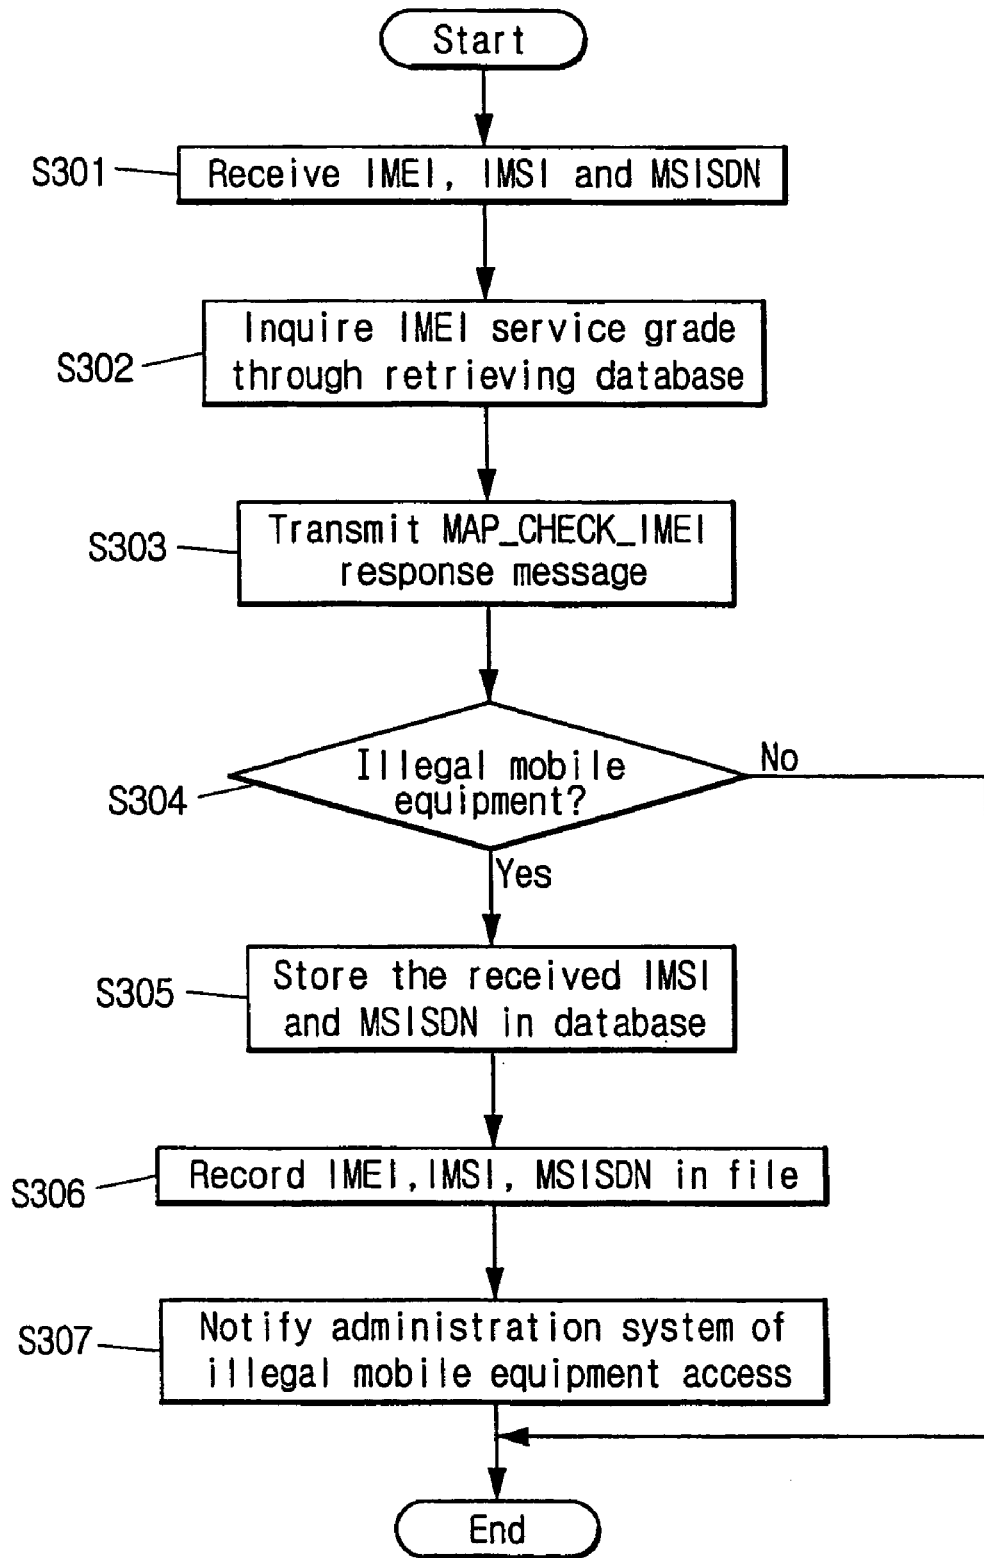 Start
S301
Receive IMEI, IMSI and MSISDN
S302
Inquire IMEI service grade
through retrieving database
S303
Transmit MAP_CHECK_IMEI
response message
S304
Illegal mobile
equipment?
No
Yes
S305
Store the received IMSI
and MSISDN in database
S306
Record IMEI, IMSI, MSISDN in file
S307
Notify administration system of
illegal mobile equipment access
End